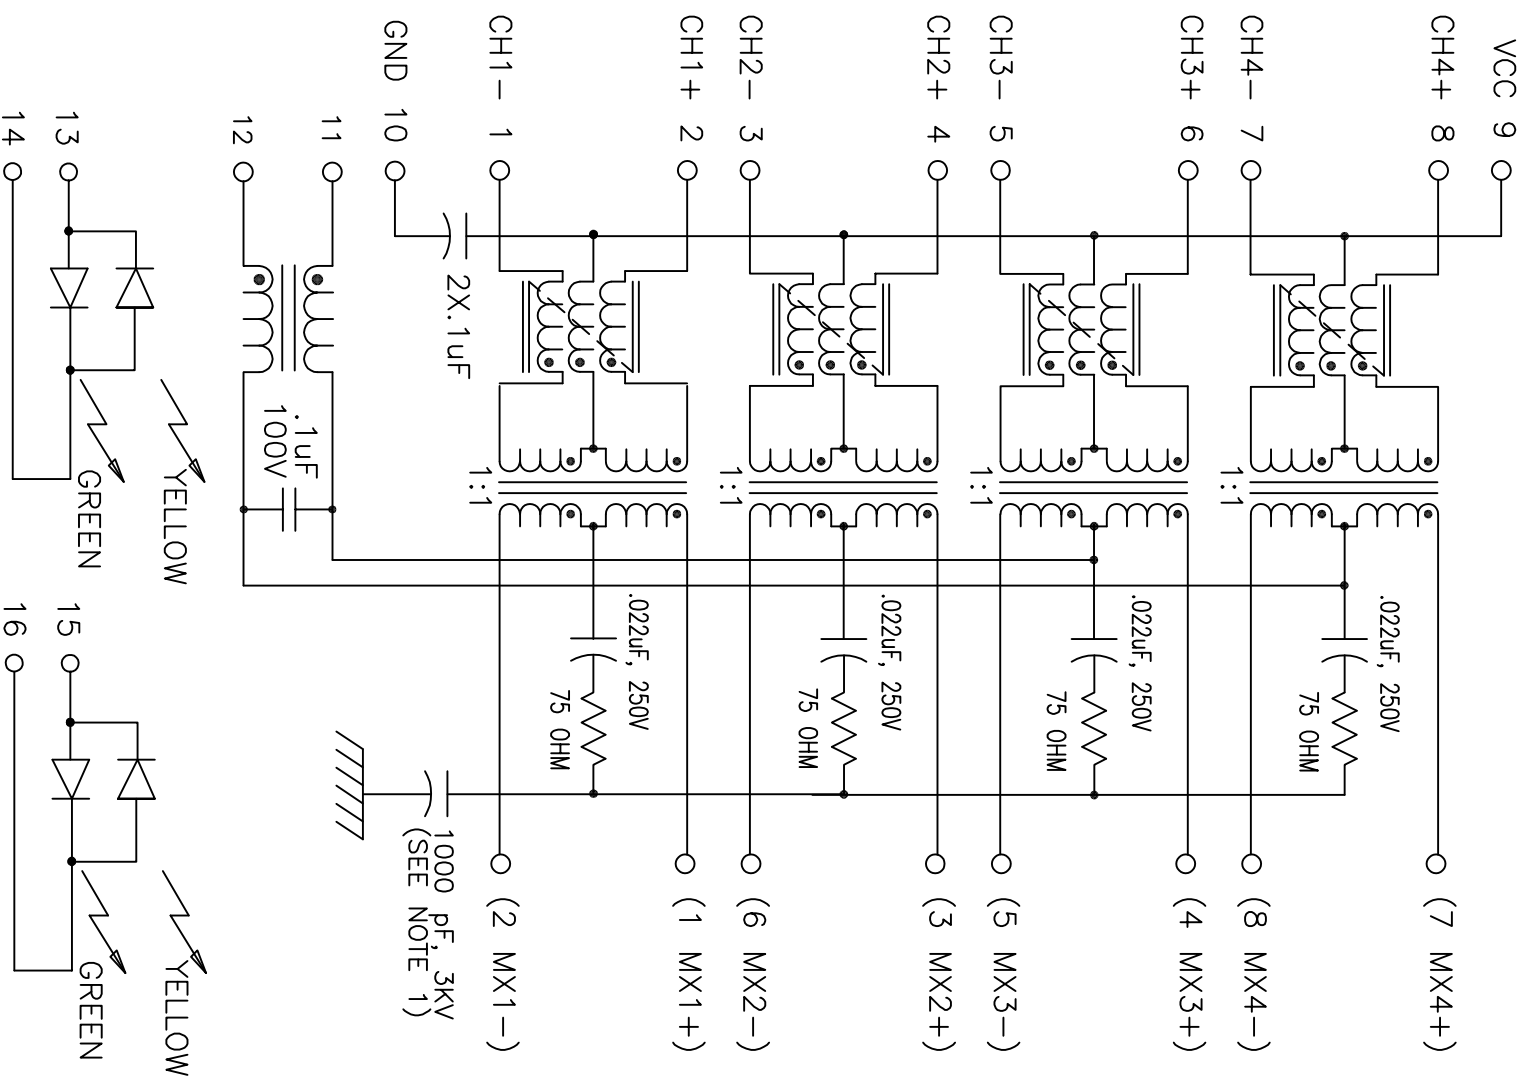 VCC 9
CH4+ 8
CH4- 7
CH3+ 6
CH3- 5
CH2+ 4
CH2- 3
CH1+ 2
CH1- 1
GND 10
11
12
13
14
2X.1uF
.1uF
100V
1:1
1:1
1:1
1:1
.022uF, 250V
75 OHM
.022uF, 250V
75 OHM
.022uF, 250V
75 OHM
.022uF, 250V
75 OHM
1000 pF, 3KV
(SEE NOTE 1)
(7 MX4+)
(8 MX4-)
(4 MX3+)
(5 MX3-)
(3 MX2+)
(6 MX2-)
(1 MX1+)
(2 MX1-)
YELLOW
GREEN
15
16
YELLOW
GREEN